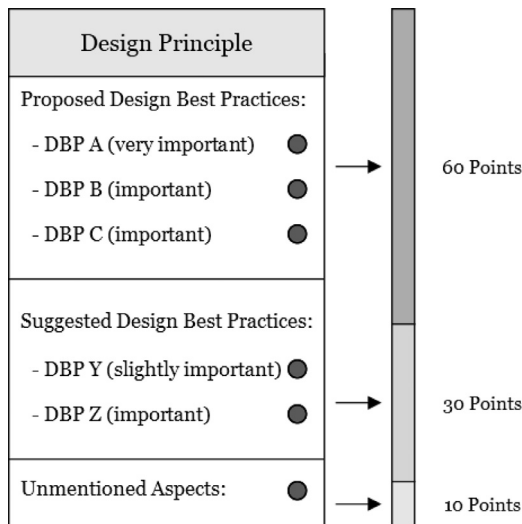 Design Principle
Proposed Design Best Practices:
- DBP A (very important)
- DBP B (important)
- DBP C (important)
60 Points
Suggested Design Best Practices:
- DBP Y (slightly important)
- DBP Z (important)
30 Points
Unmentioned Aspects:
10 Points